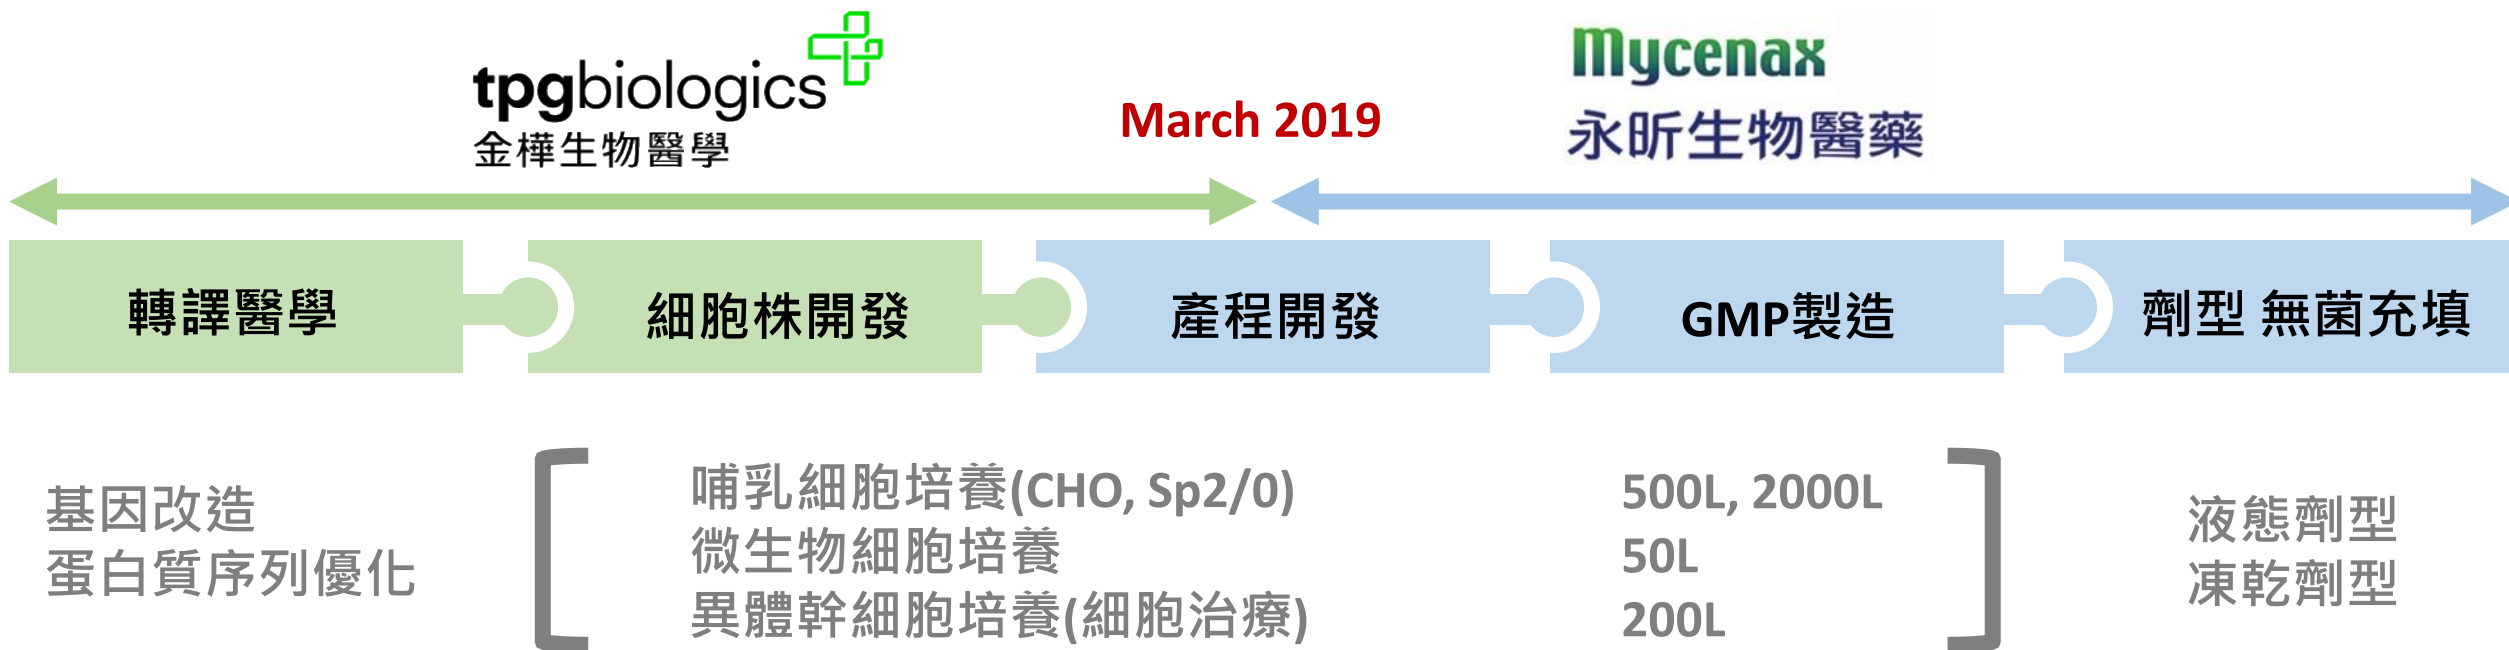 tpgbiologics
金樺生物醫學
March 2019
Mycenax
永昕生物醫藥
轉譯醫學
細胞株開發
產程開發
GMP製造
劑型 無菌充填
基因改造
蛋白質序列優化
哺乳細胞培養(CHO, Sp2/0)
微生物細胞培養
異體幹細胞培養(細胞治療)
500L, 2000L
50L
200L
液態劑型
凍乾劑型